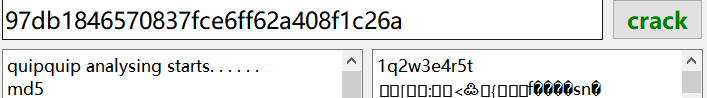 97db1846570837fce6ff62a408f1c26a
crack
quipquip analysing starts. . . . . .
md5
1q2w3e4r5t